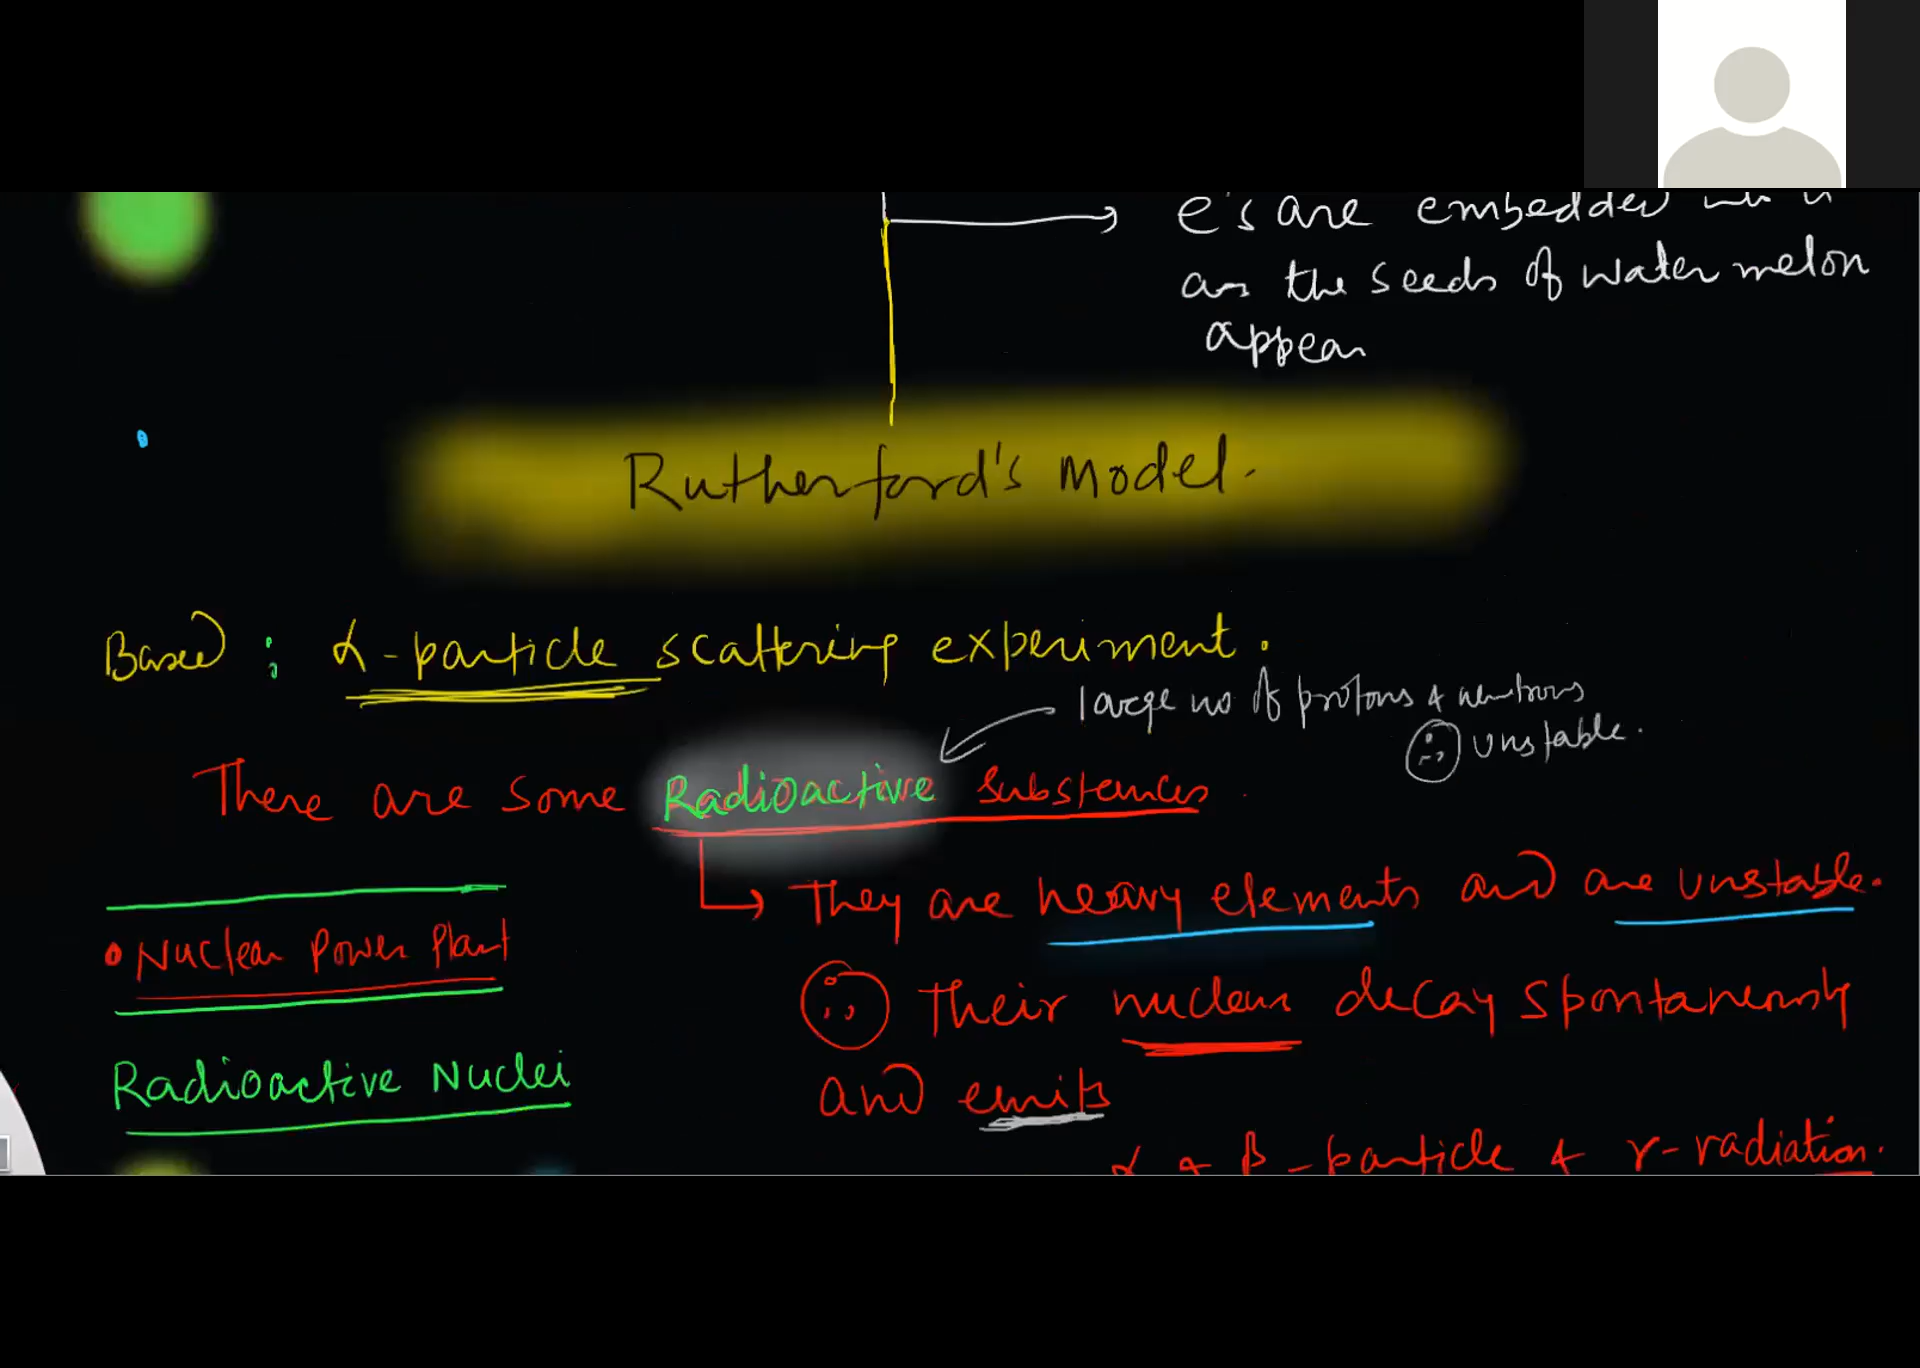 e's are embedded in it
as the seeds of water melon
appear
Rutherford's Model.
Based : α-particle scattering experiment.
large no of protons & neutrons
unstable.
There are some Radioactive substances
They are heavy elements and are unstable.
• Nuclear Power Plant
Their nucleus decay spontaneously
Radioactive Nuclei
and emits
α & β-particle & γ-radiation.